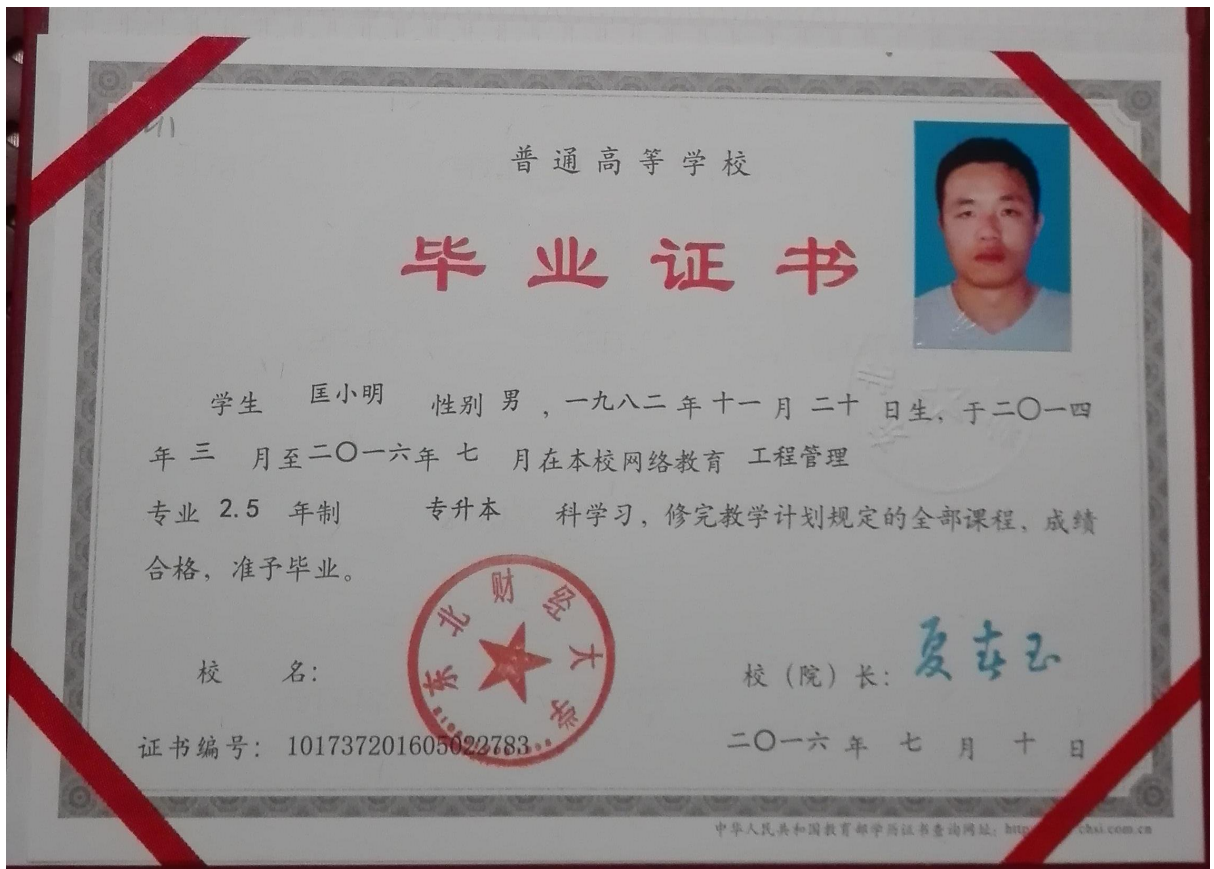 普通高等学校
毕业证书
学生 匡小明 性别 男 ,一九八二 年 十一 月 二十 日生,于二〇一四
年 三 月至二〇一六年 七 月在本校网络教育 工程管理
专业 2.5 年制 专升本 科学习，修完教学计划规定的全部课程、成绩
合格，准予毕业。
东北财经大学
校 名：
校（院）长：夏春玉
证书编号：101737201605022783
二〇一六年 七 月 十 日
中华人民共和国教育部学历证书查询网址：http chsi.com.cn